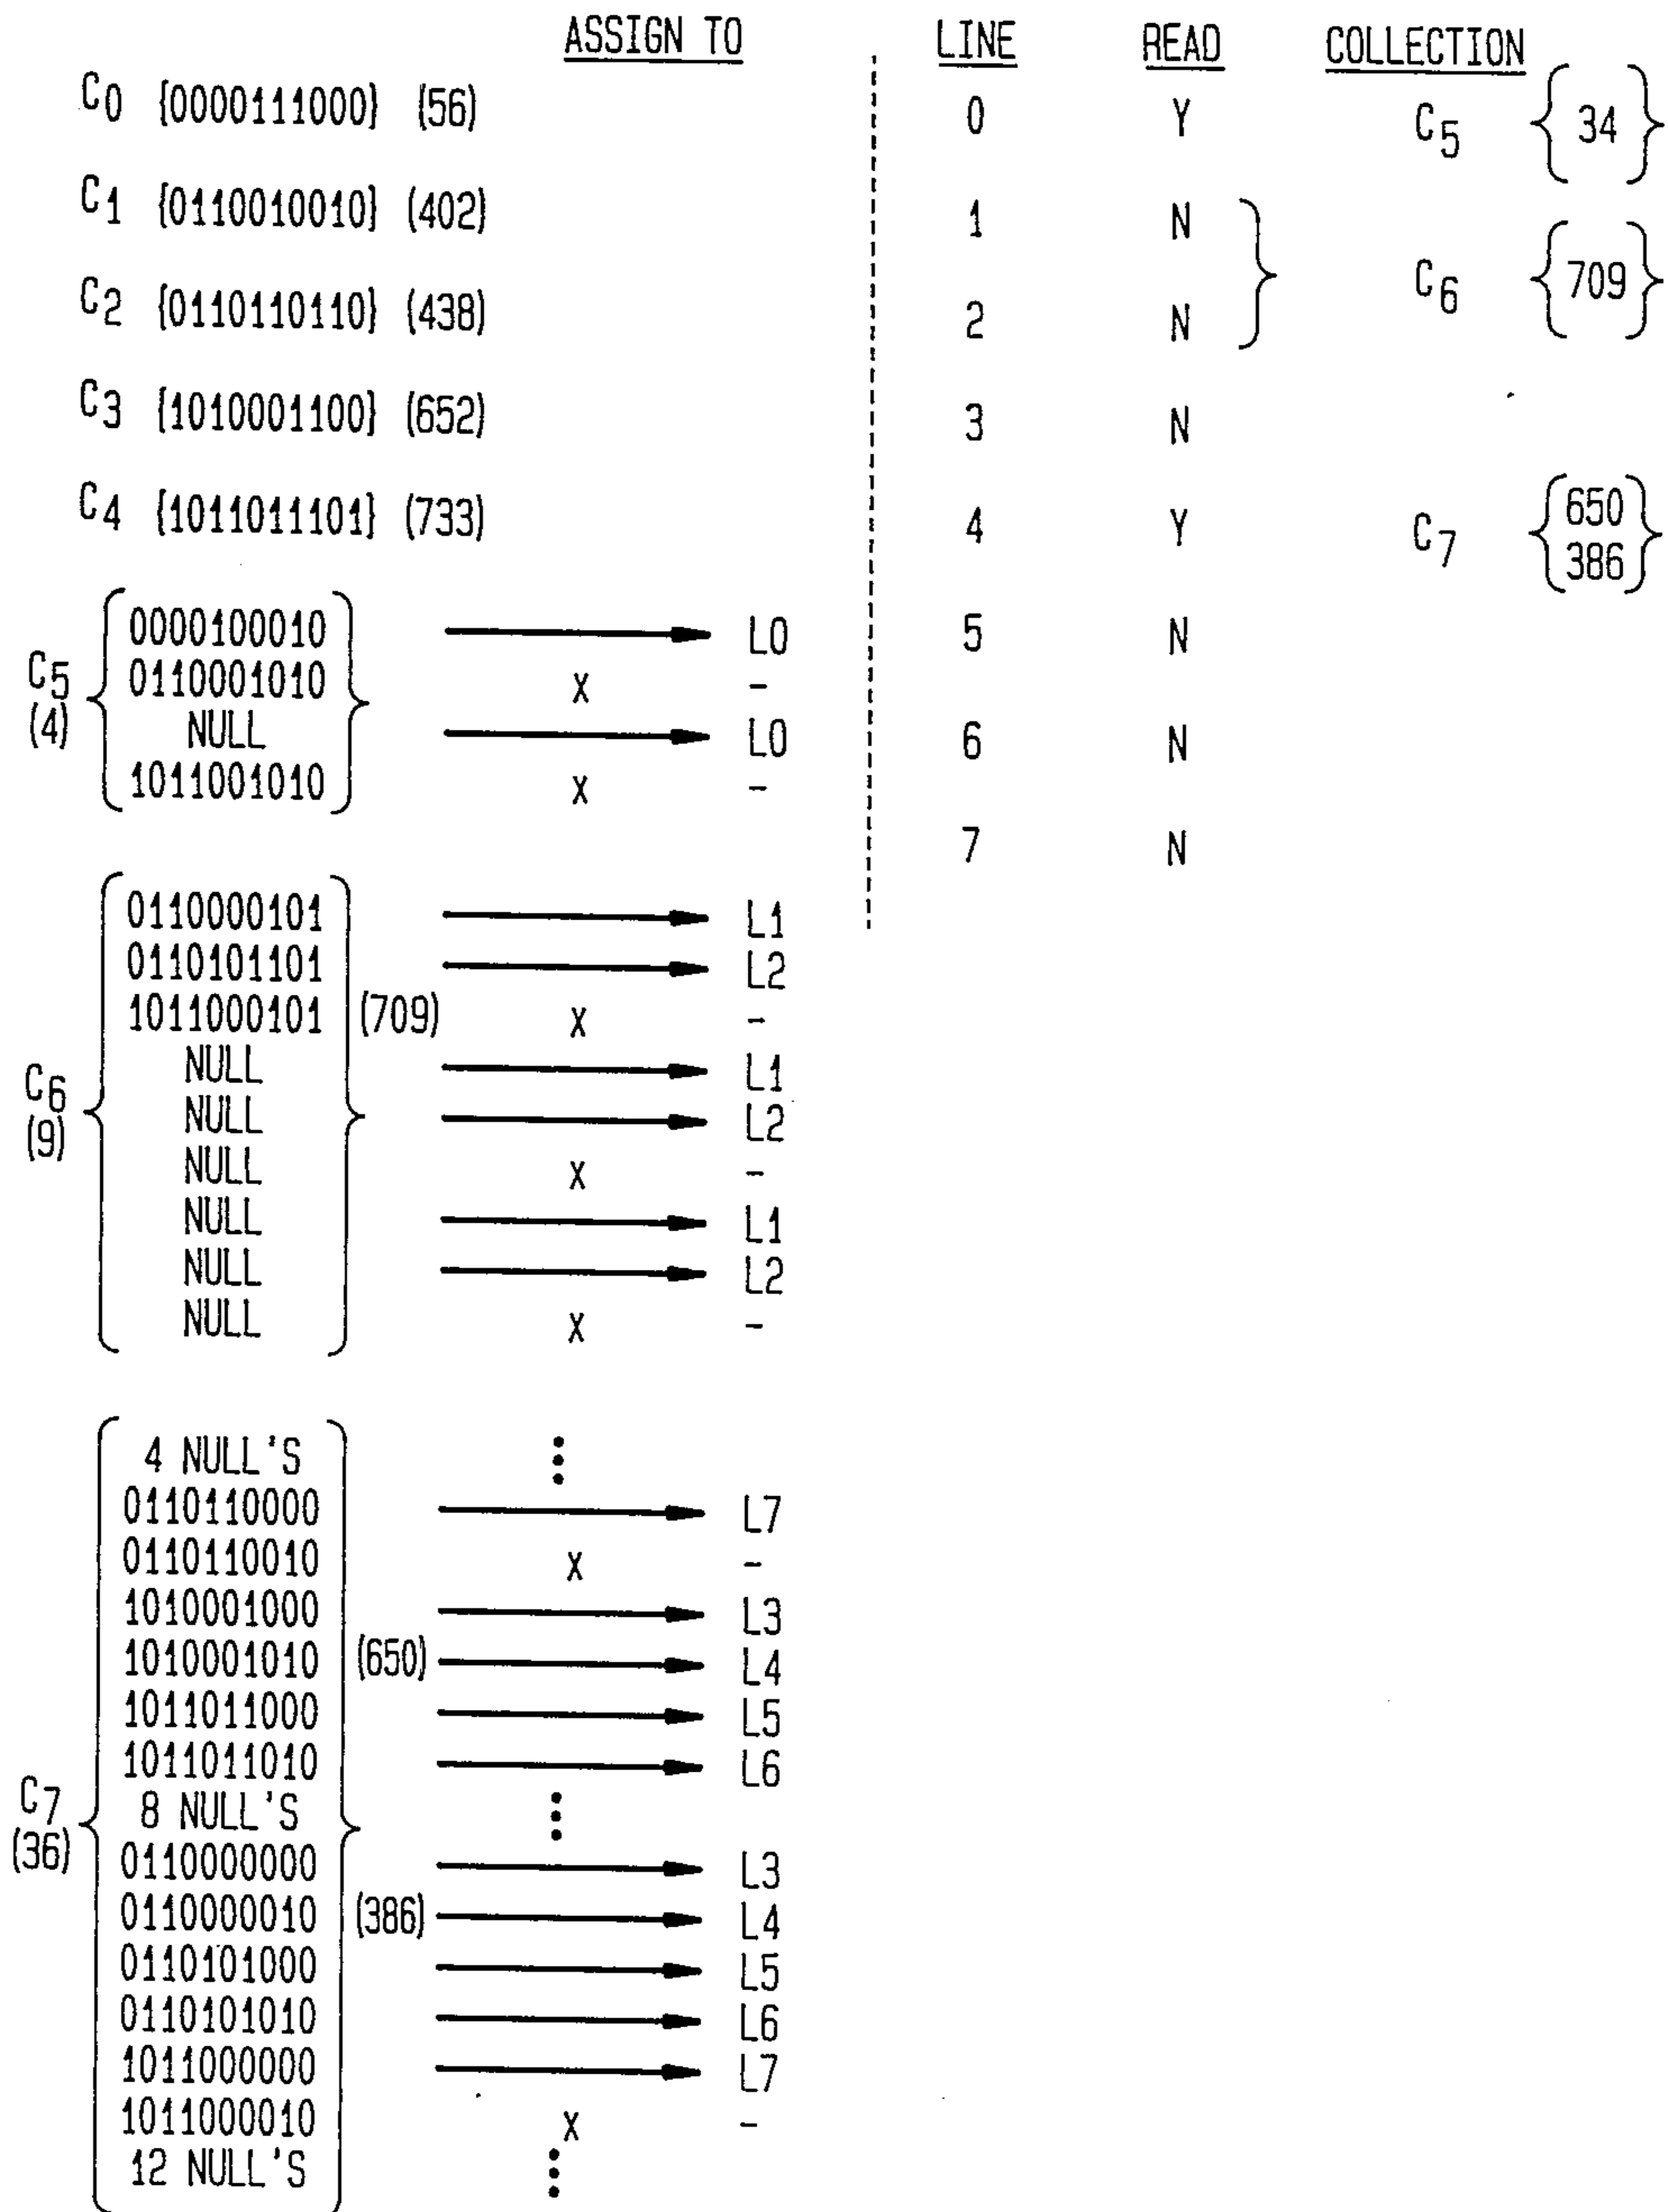 ASSIGN TO
C0 {0000111000} (56)
C1 {0110010010} (402)
C2 {0110110110} (438)
C3 {1010001100} (652)
C4 {1011011101} (733)
C5 (4)
0000100010 L0
0110001010 X -
NULL L0
1011001010 X -
C6 (9)
0110000101 L1
0110101101 L2
1011000101 (709) X -
NULL L1
NULL L2
NULL X -
NULL L1
NULL L2
NULL X -
C7 (36)
4 NULL'S
0110110000 L7
0110110010 X -
1010001000 L3
1010001010 (650) L4
1011011000 L5
1011011010 L6
8 NULL'S
0110000000 L3
0110000010 (386) L4
0110101000 L5
0110101010 L6
1011000000 L7
1011000010 X -
12 NULL'S
LINE READ COLLECTION
0 Y C5 {34}
1 N
2 N
C6 {709}
3 N
4 Y C7 {650 386}
5 N
6 N
7 N